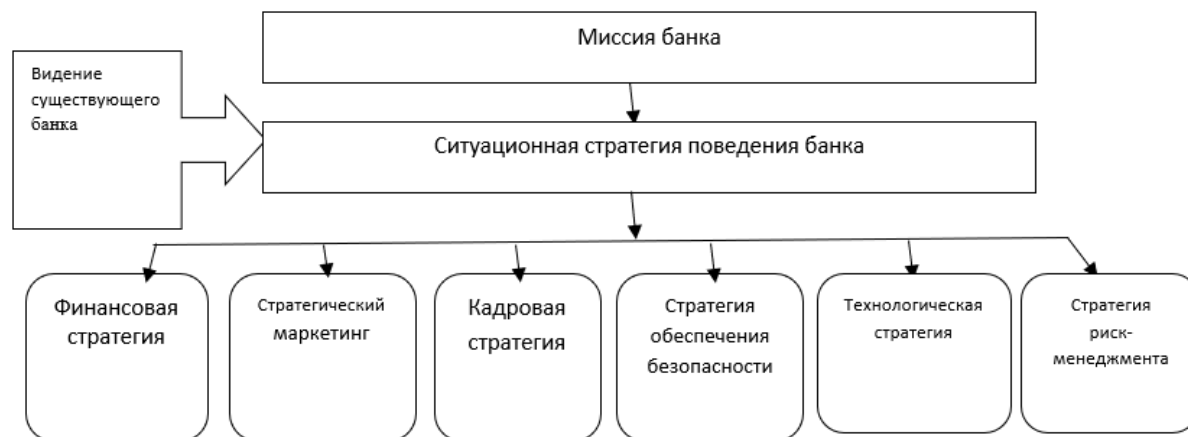 Миссия банка
Видение
существующего
банка
Ситуационная стратегия поведения банка
Финансовая
стратегия
Стратегический
маркетинг
Кадровая
стратегия
Стратегия
обеспечения
безопасности
Технологическая
стратегия
Стратегия
риск-
менеджмента